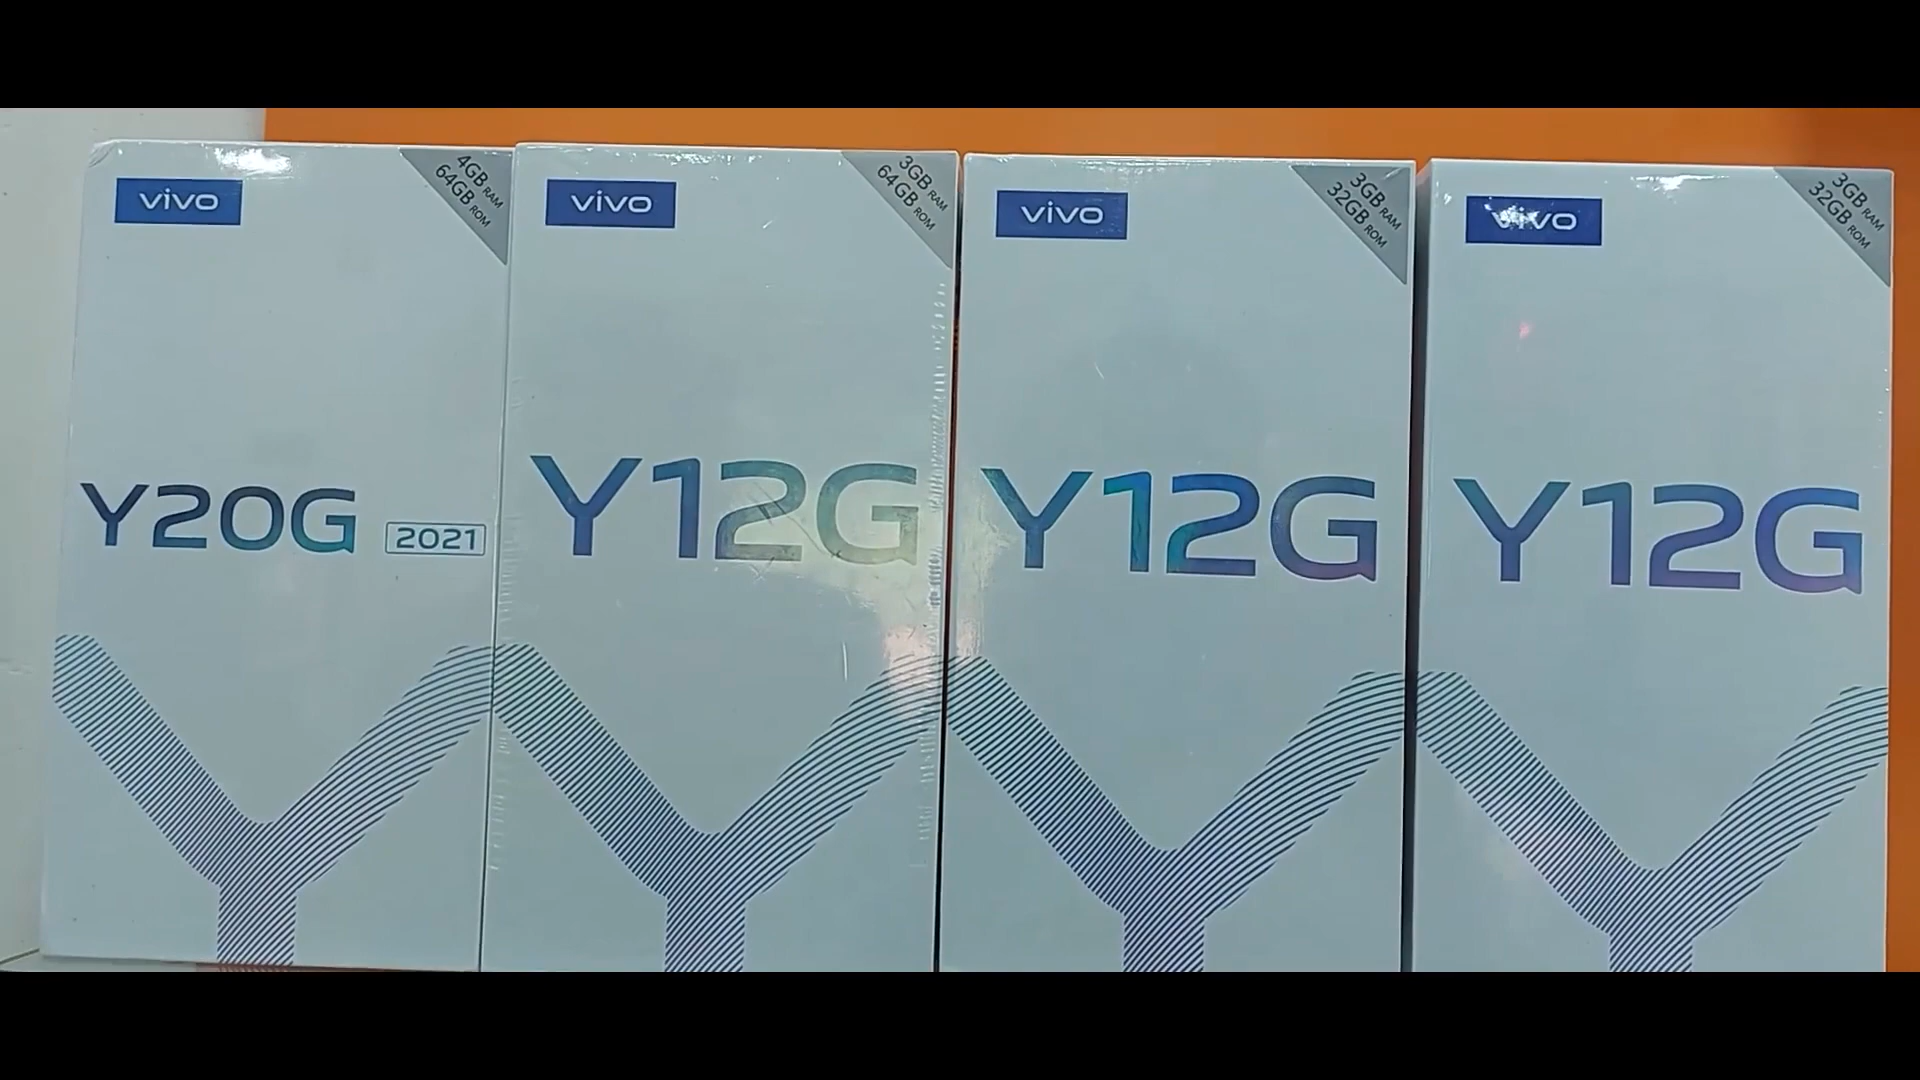 vivo
4GB RAM
64GB ROM
Y20G 2021
vivo
3GB RAM
64GB ROM
Y12G
vivo
3GB RAM
32GB ROM
Y12G
vivo
3GB RAM
32GB ROM
Y12G